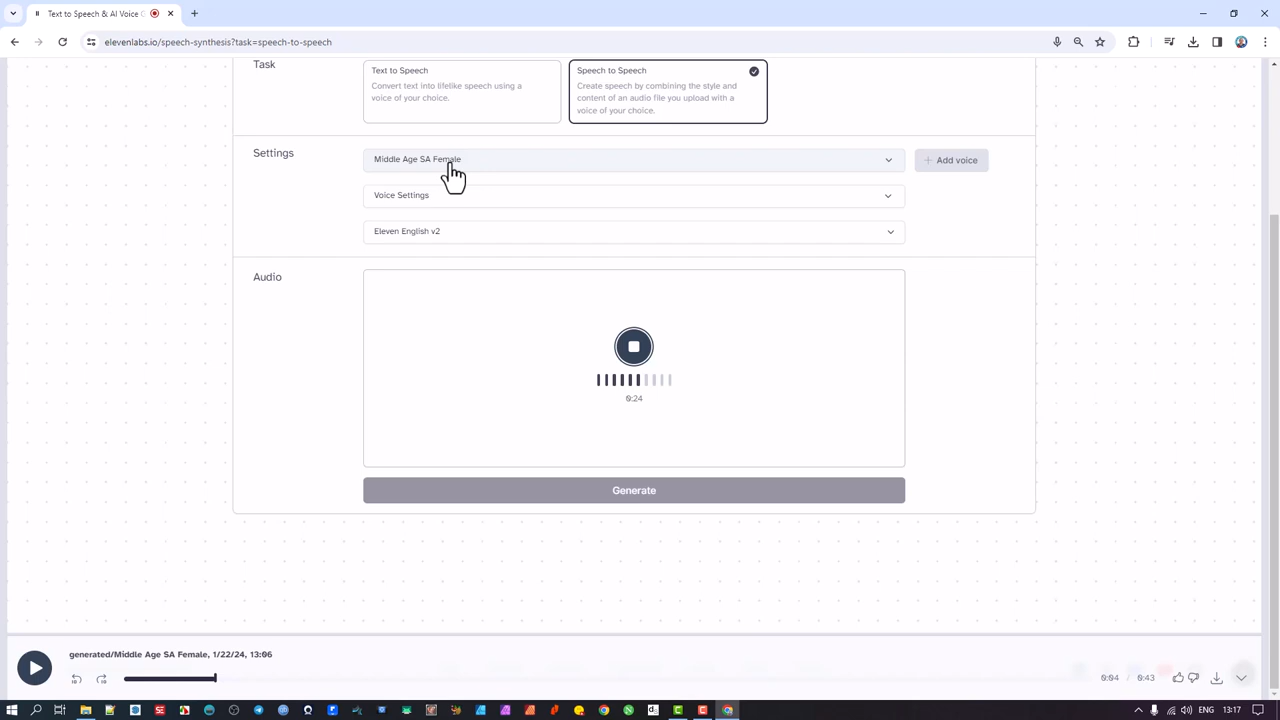 Text to Speech & AI Voice
elevenlabs.io/speech-synthesis?task=speech-to-speech
Task
Text to Speech
Convert text into lifelike speech using a
voice of your choice.
Speech to Speech
Create speech by combining the style and
content of an audio file you upload with a
voice of your choice.
Settings
Middle Age SA Female
+ Add voice
Voice Settings
Eleven English v2
Audio
0:24
Generate
generated/Middle Age SA Female, 1/22/24, 13:06
0:04 / 0:43
ENG
13:17